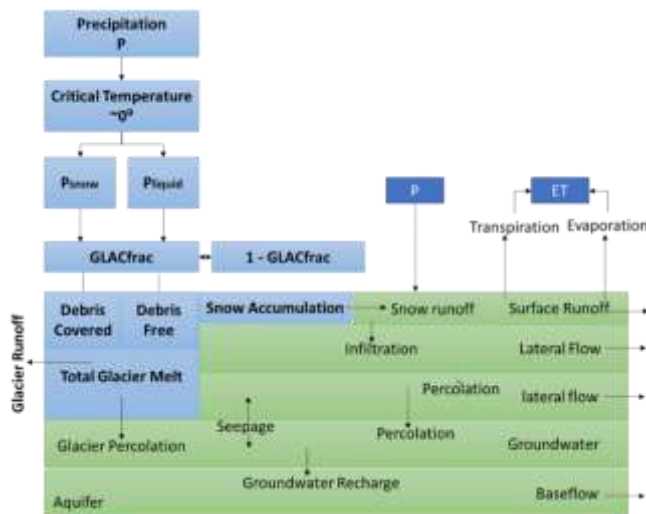 Precipitation
P
Critical Temperature
~0º
Psnow
Pliquid
P
ET
Transpiration
Evaporation
GLACfrac
1 - GLACfrac
Debris
Covered
Debris
Free
Snow Accumulation
Snow runoff
Surface Runoff
Glacier Runoff
Infiltration
Lateral Flow
Total Glacier Melt
Percolation
lateral flow
Seepage
Percolation
Glacier Percolation
Groundwater
Groundwater Recharge
Aquifer
Baseflow